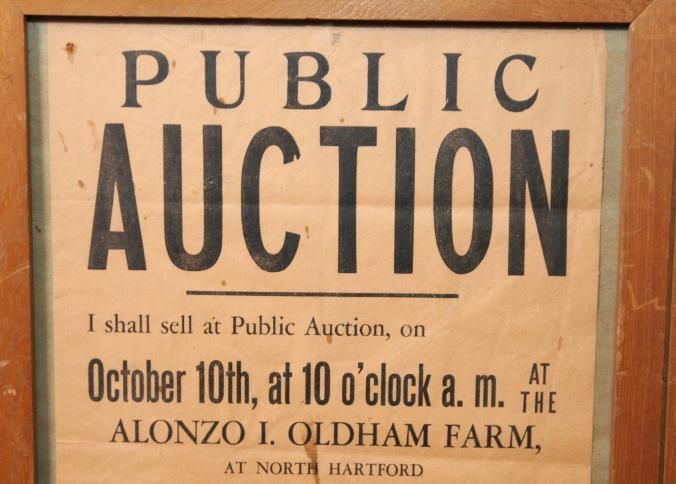 PUBLIC
AUCTION
I shall sell at Public Auction, on
October 10th, at 10 o'clock a. m. AT THE
ALONZO I. OLDHAM FARM,
AT NORTH HARTFORD